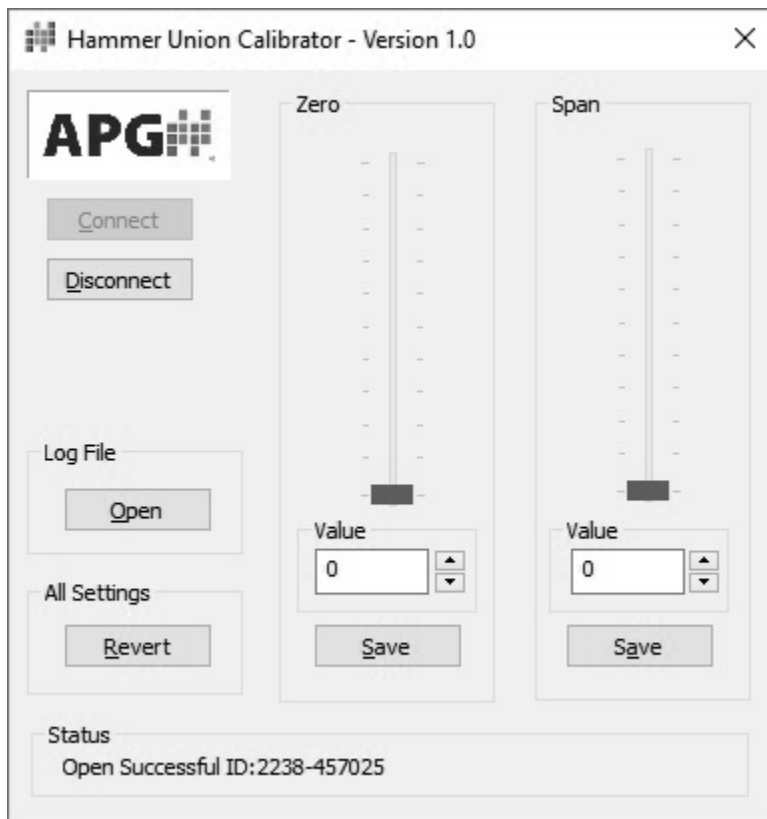 Hammer Union Calibrator - Version 1.0
APG
Connect
Disconnect
Log File
Open
All Settings
Revert
Zero
Value
0
Save
Span
Value
0
Save
Status
Open Successful ID:2238-457025